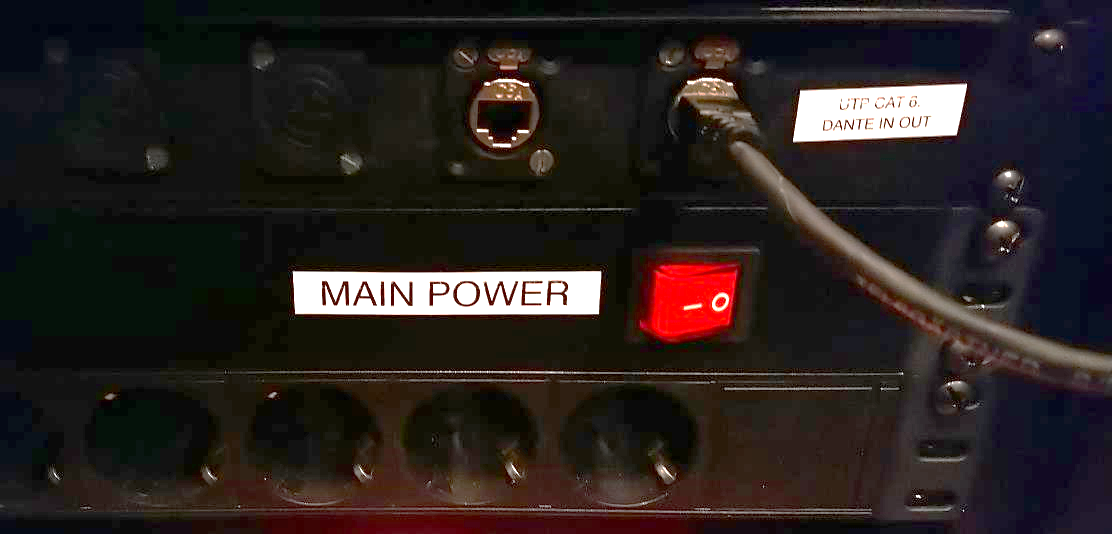 UTP CAT 6.
DANTE IN OUT
MAIN POWER